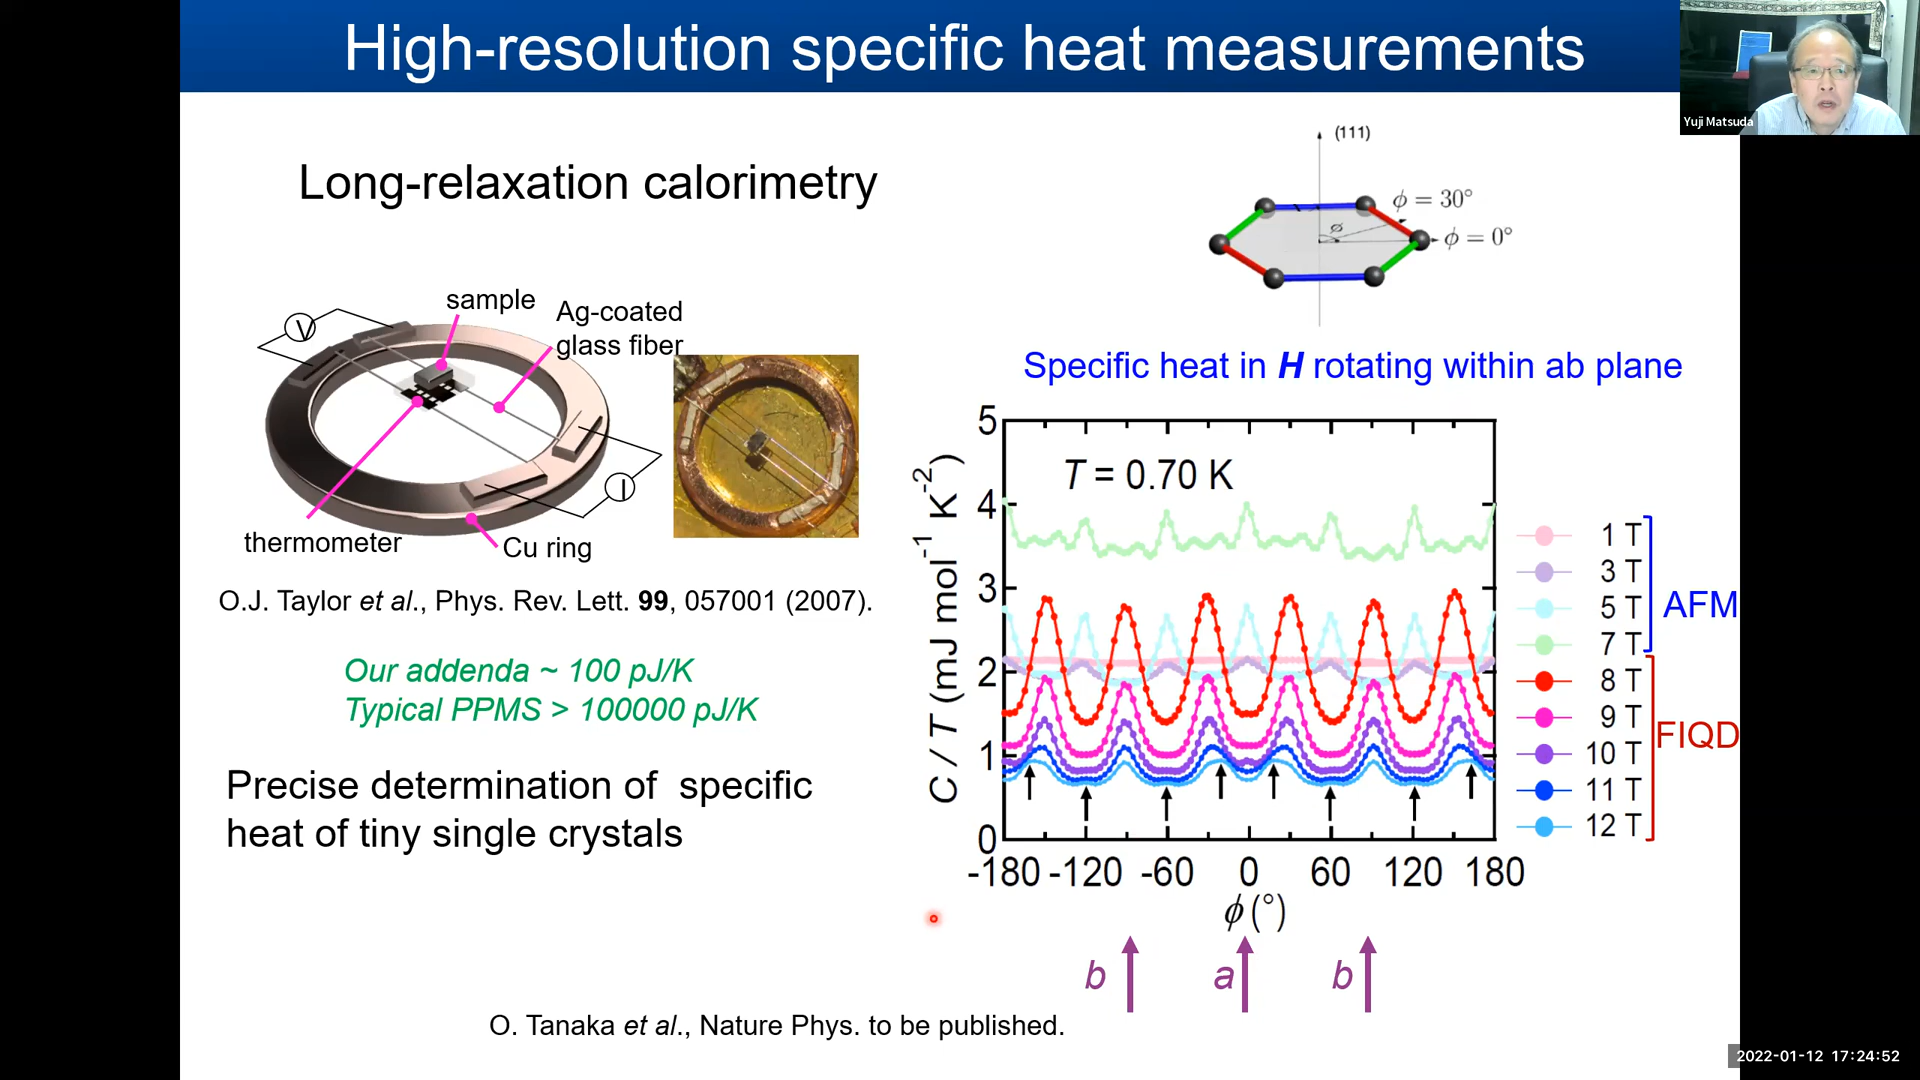 High-resolution specific heat measurements
Yuji Matsuda
Long-relaxation calorimetry
(111)
ϕ = 30°
ø
ϕ = 0°
sample
Ag-coated
glass fiber
V
I
thermometer
Cu ring
O.J. Taylor et al., Phys. Rev. Lett. 99, 057001 (2007).
Our addenda ~ 100 pJ/K
Typical PPMS > 100000 pJ/K
Precise determination of specific
heat of tiny single crystals
Specific heat in H rotating within ab plane
C / T (mJ mol⁻¹ K⁻²)
5
4
3
2
1
0
T = 0.70 K
-180 -120 -60 0 60 120 180
ϕ (°)
1 T
3 T
5 T
7 T
8 T
9 T
10 T
11 T
12 T
AFM
FIQD
b a b
O. Tanaka et al., Nature Phys. to be published.
2022-01-12 17:24:52